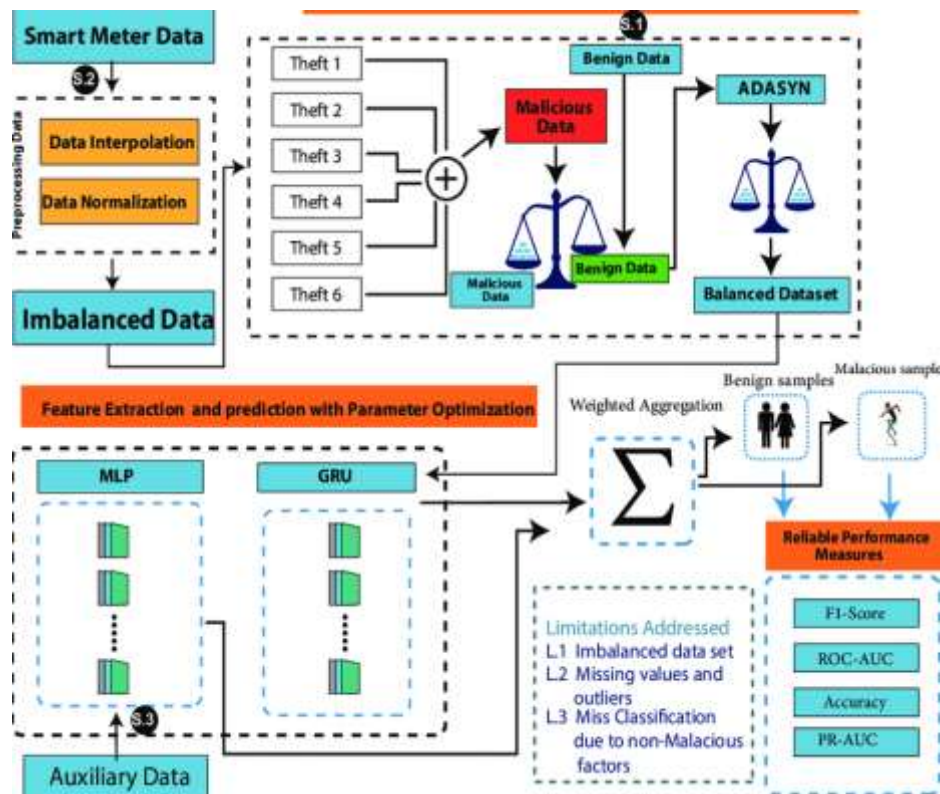 Smart Meter Data
S.2
Preprocessing Data
Data Interpolation
Data Normalization
Imbalanced Data
S.1
Theft 1
Theft 2
Theft 3
Theft 4
Theft 5
Theft 6
Malicious
Data
Benign Data
Malicious
Data
Benign Data
ADASYN
Balanced Dataset
Feature Extraction and prediction with Parameter Optimization
MLP
GRU
S.3
Auxiliary Data
Weighted Aggregation
Σ
Benign samples
Malacious sample
Reliable Performance
Measures
F1-Score
ROC-AUC
Accuracy
PR-AUC
Limitations Addressed
L.1 Imbalanced data set
L.2 Missing values and
outliers
L.3 Miss Classification
due to non-Malacious
factors